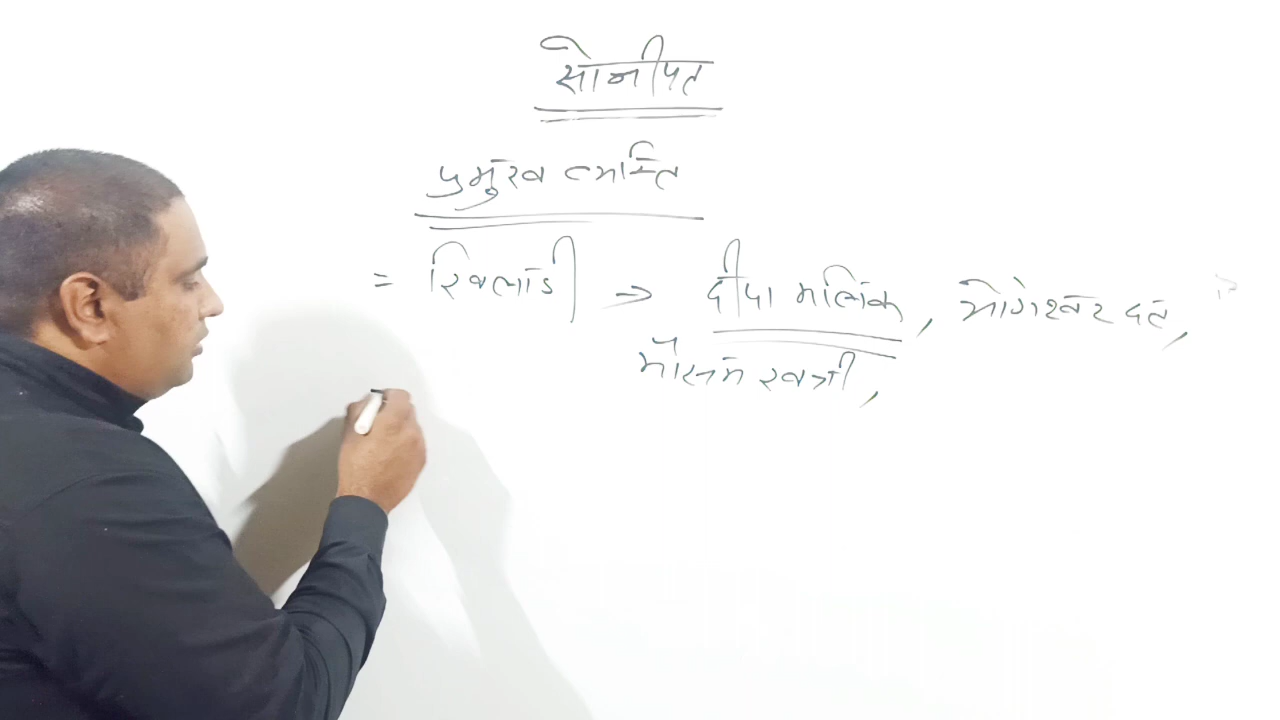 सोनीपत
प्रमुख व्यक्ति
= खिलाडी → दीपा मलिक, योगेश्वर दत,
मौसम खत्री,